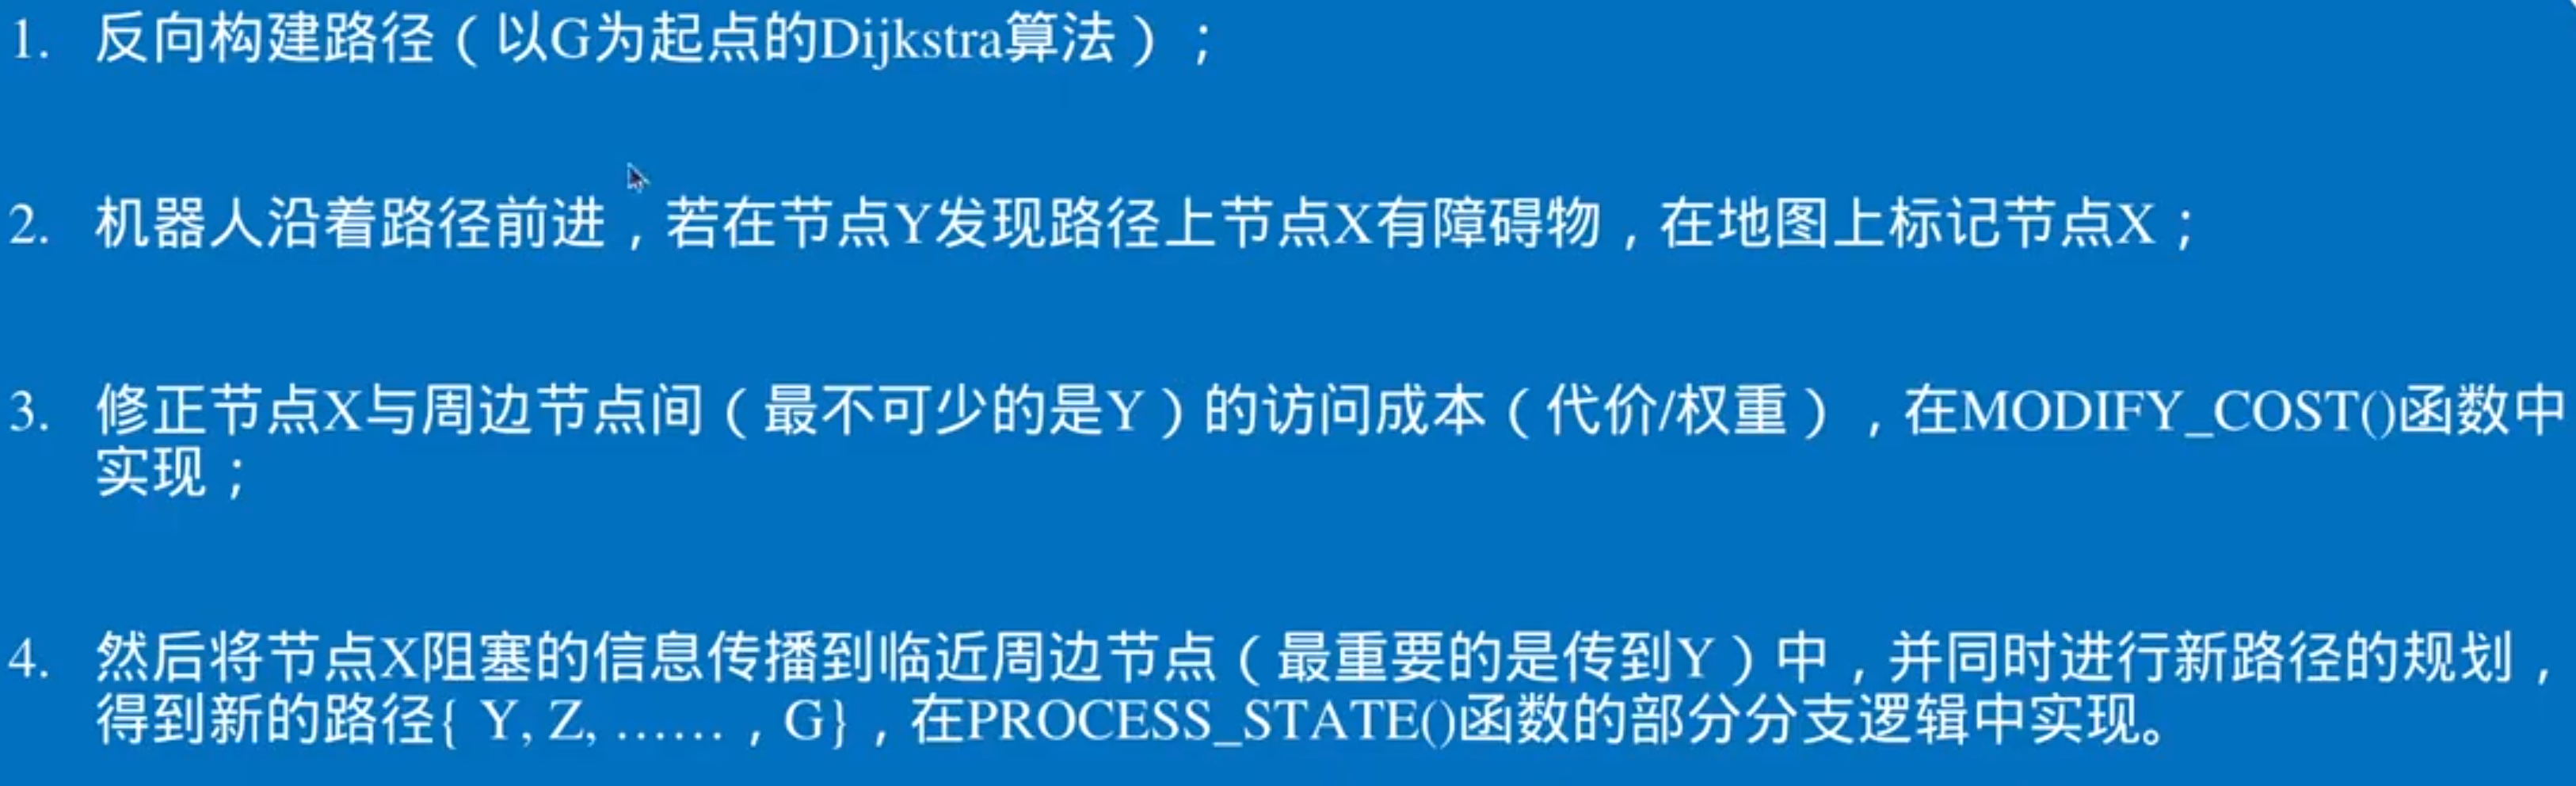 1. 反向构建路径（以G为起点的Dijkstra算法）；
2. 机器人沿着路径前进，若在节点Y发现路径上节点X有障碍物，在地图上标记节点X；
3. 修正节点X与周边节点间（最不可少的是Y）的访问成本（代价/权重），在MODIFY_COST()函数中
实现；
4. 然后将节点X阻塞的信息传播到临近周边节点（最重要的是传到Y）中，并同时进行新路径的规划，
得到新的路径{ Y, Z, ……，G}，在PROCESS_STATE()函数的部分分支逻辑中实现。